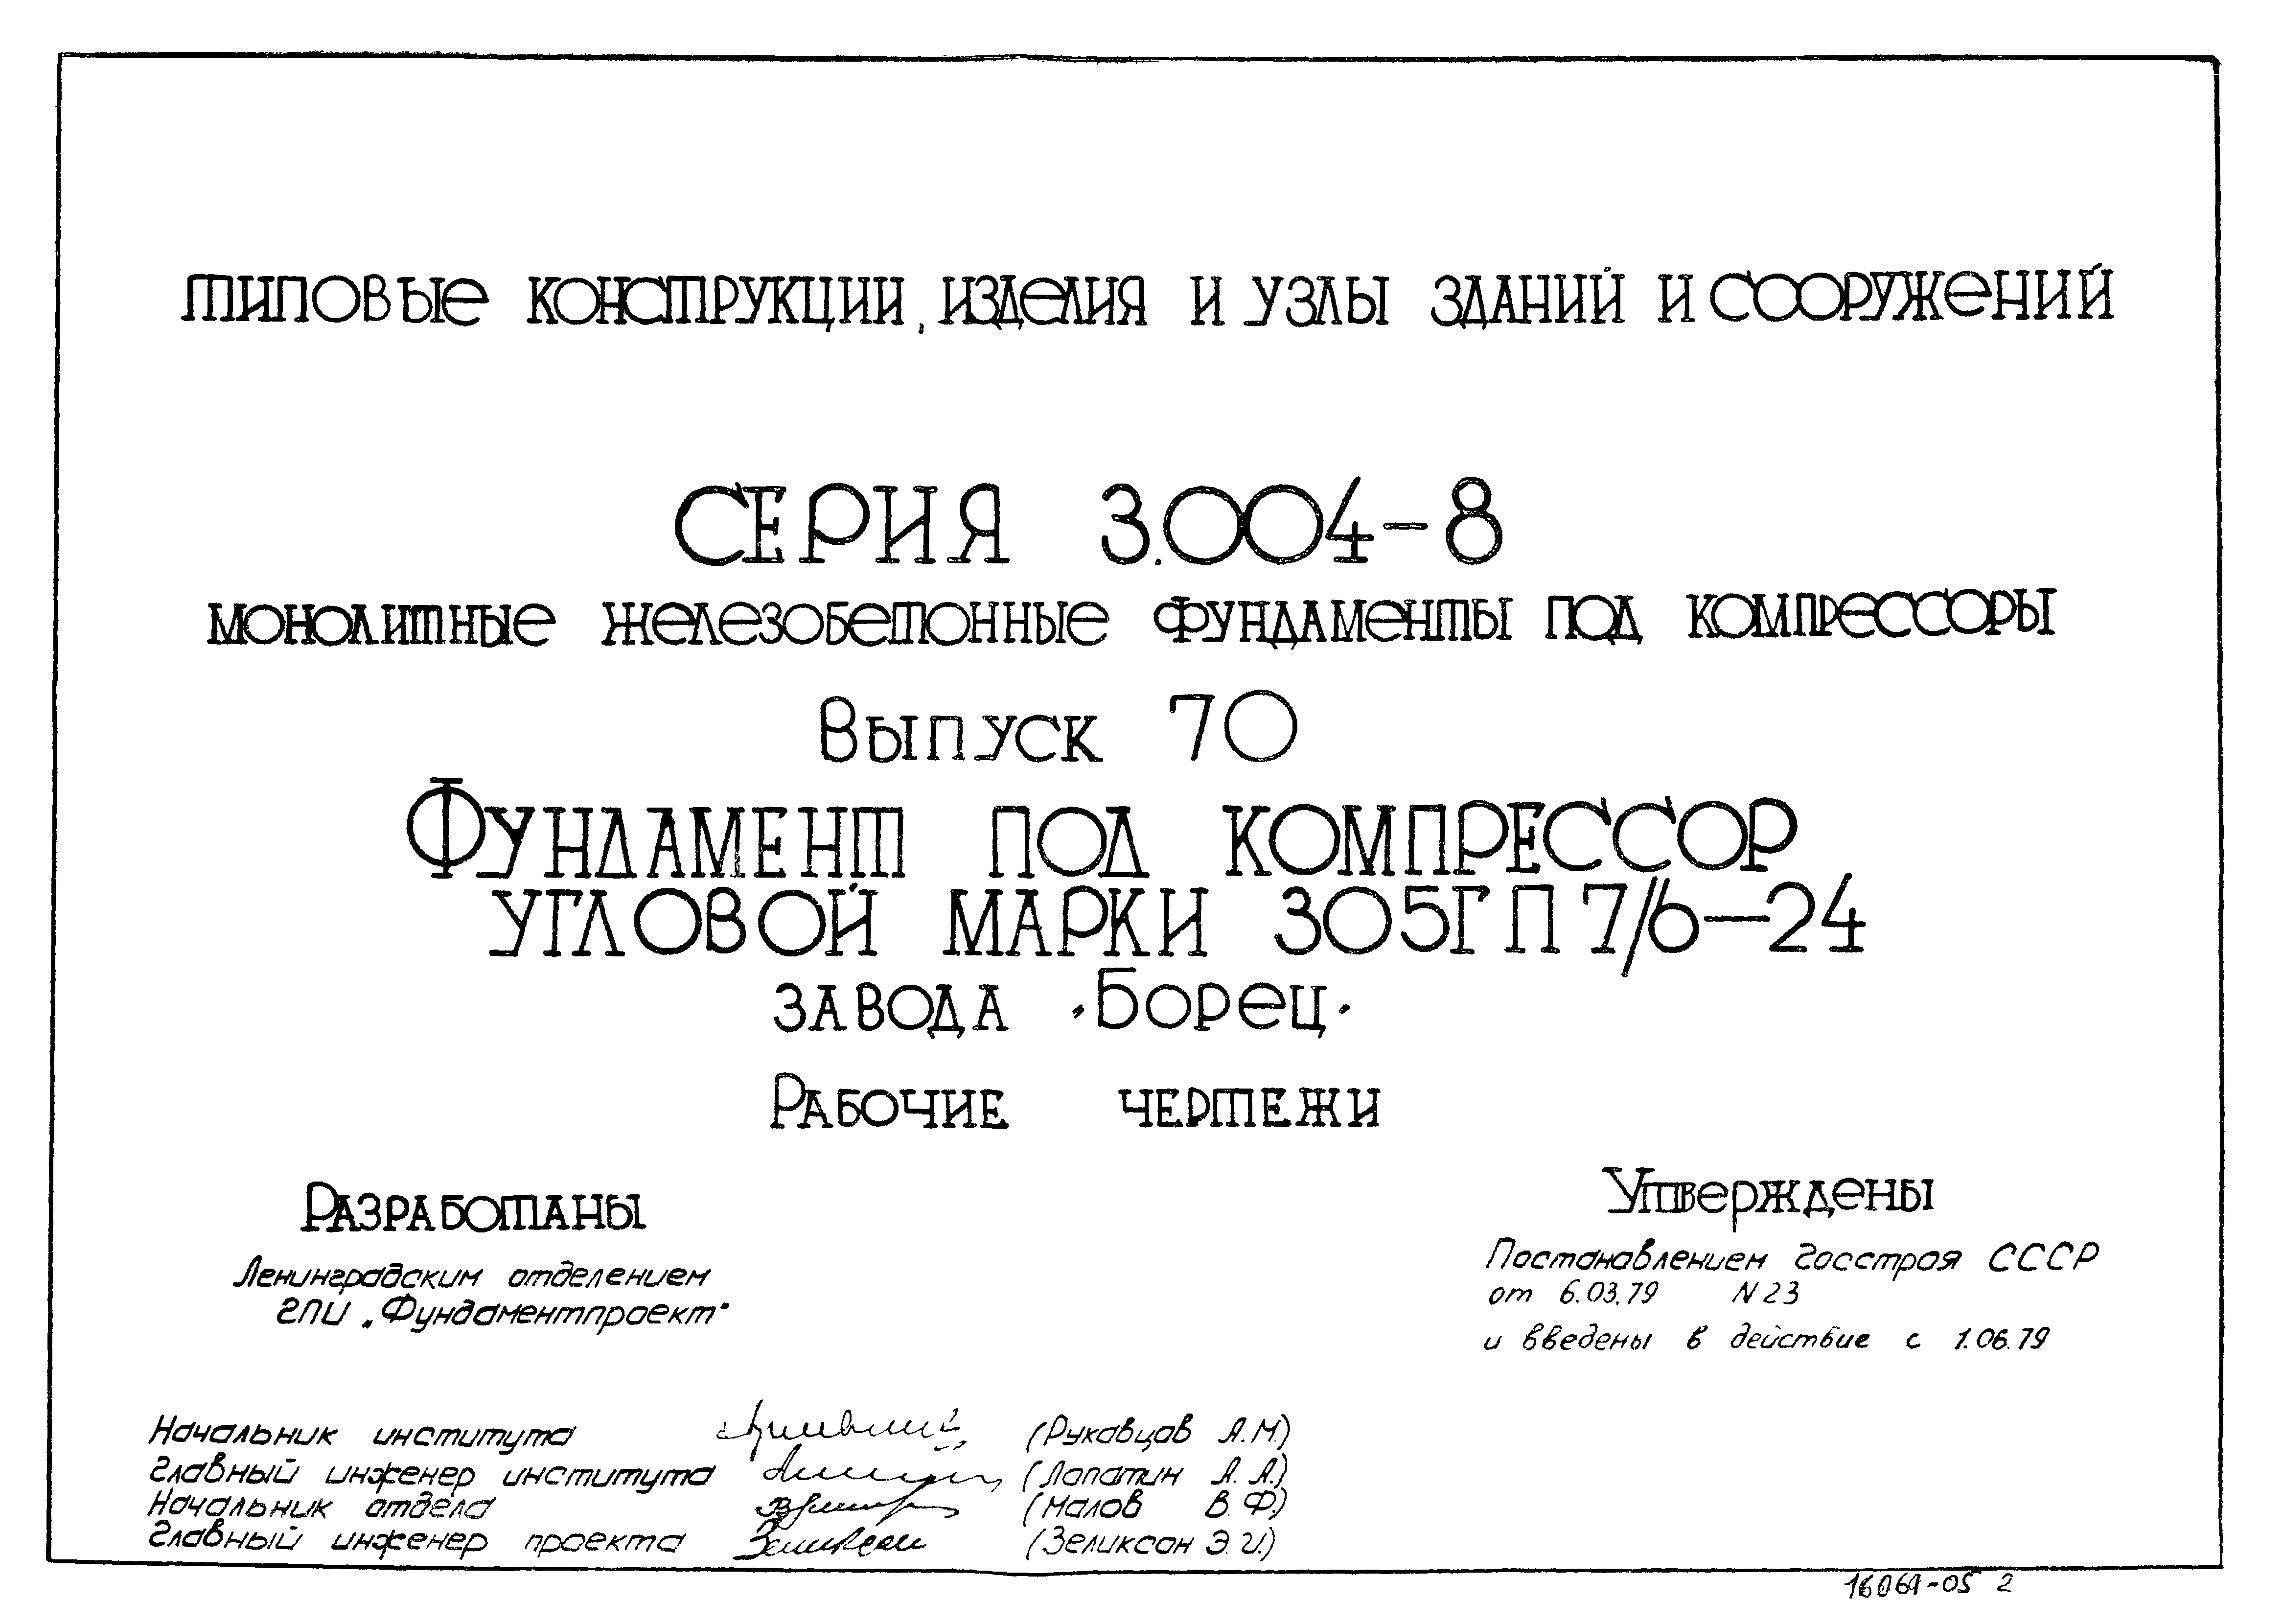 ТИПОВЫЕ КОНСТРУКЦИИ, ИЗДЕЛИЯ И УЗЛЫ ЗДАНИЙ И СООРУЖЕНИЙ
СЕРИЯ 3.004-8
МОНОЛИТНЫЕ ЖЕЛЕЗОБЕТОННЫЕ ФУНДАМЕНТЫ ПОД КОМПРЕССОРЫ
ВЫПУСК 70
ФУНДАМЕНТ ПОД КОМПРЕССОР
УГЛОВОЙ МАРКИ 305ГП 7/6-24
ЗАВОДА "БОРЕЦ"
РАБОЧИЕ ЧЕРТЕЖИ
РАЗРАБОТАНЫ
Ленинградским отделением
ГПИ „Фундаментпроект"
УТВЕРЖДЕНЫ
Постановлением Госстроя СССР
от 6.03.79 N 23
и введены в действие с 1.06.79
Начальник института (Рукавцов А.М.)
Главный инженер института (Лапатин А.А.)
Начальник отдела (Малов В.Ф.)
Главный инженер проекта (Зеликсон Э.И.)
16061-05 2